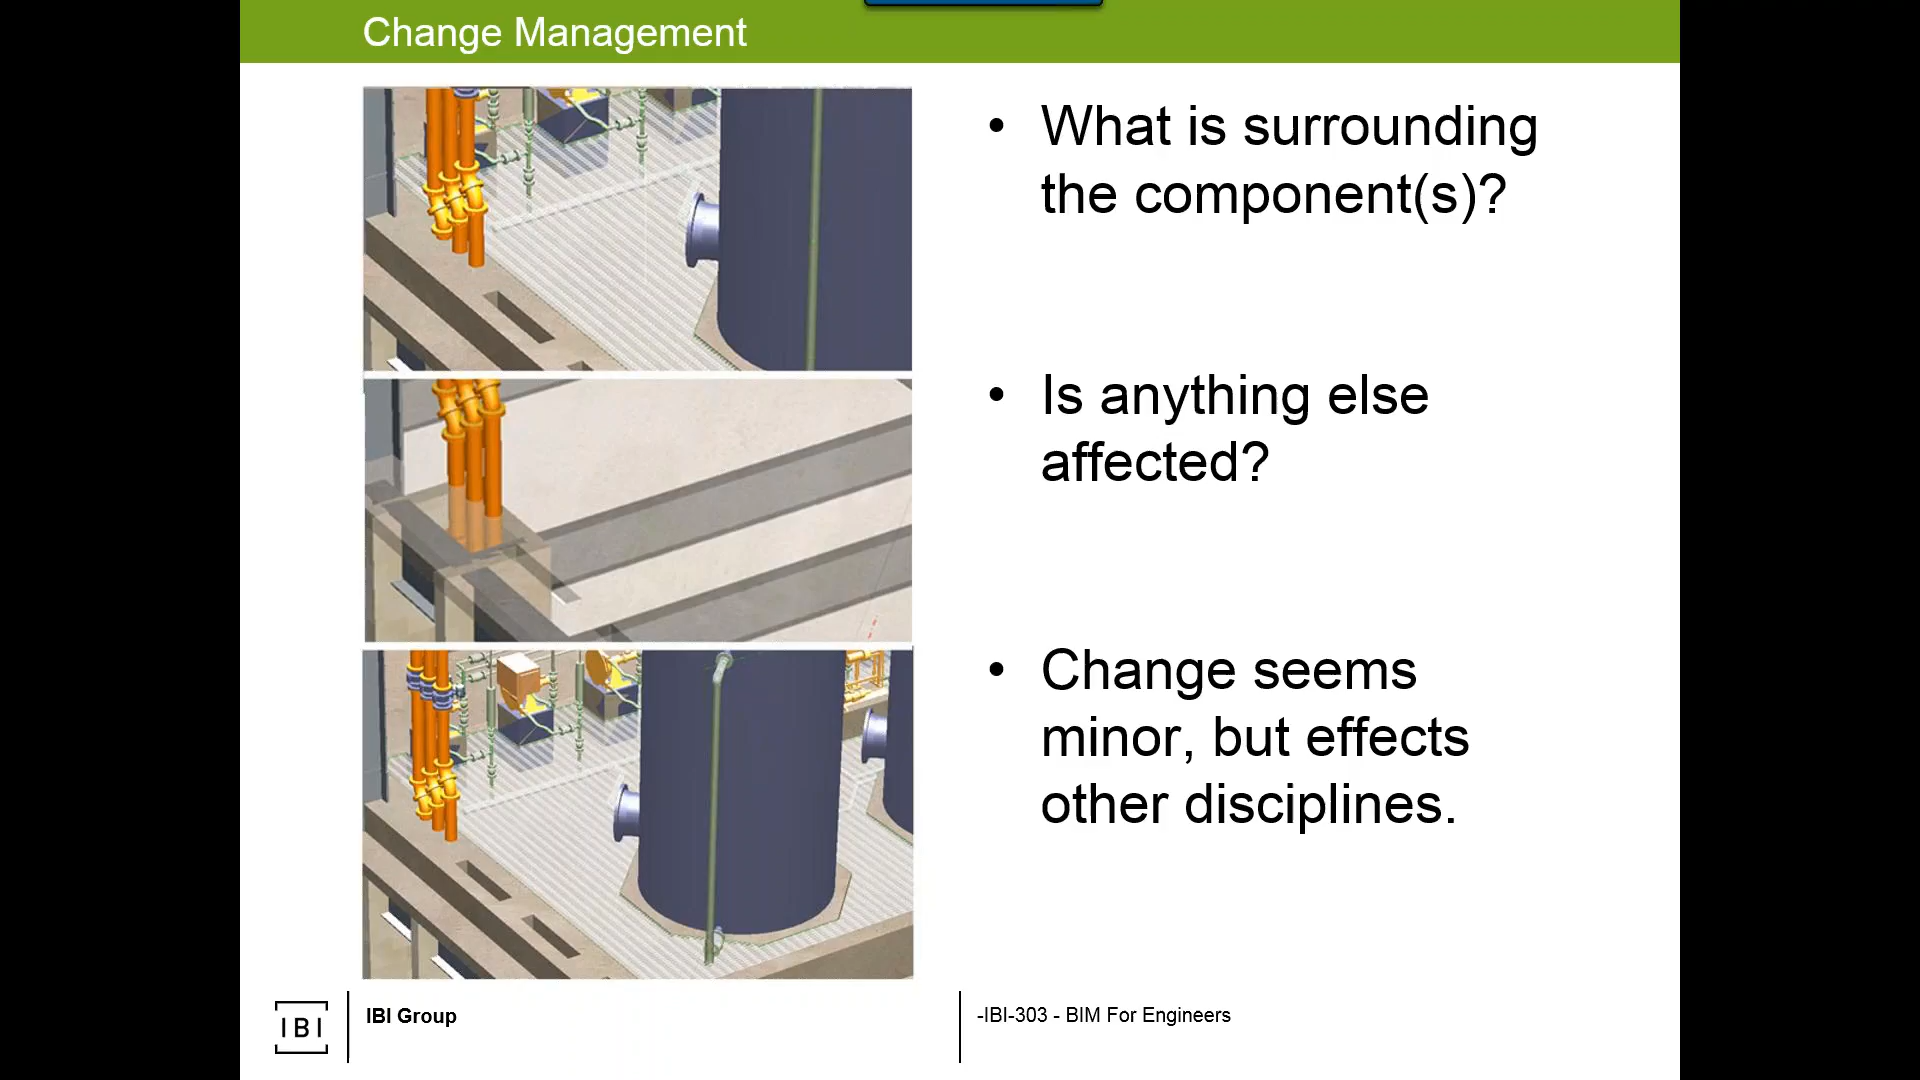 Change Management
• What is surrounding
the component(s)?
• Is anything else
affected?
• Change seems
minor, but effects
other disciplines.
IBI
IBI Group
-IBI-303 - BIM For Engineers